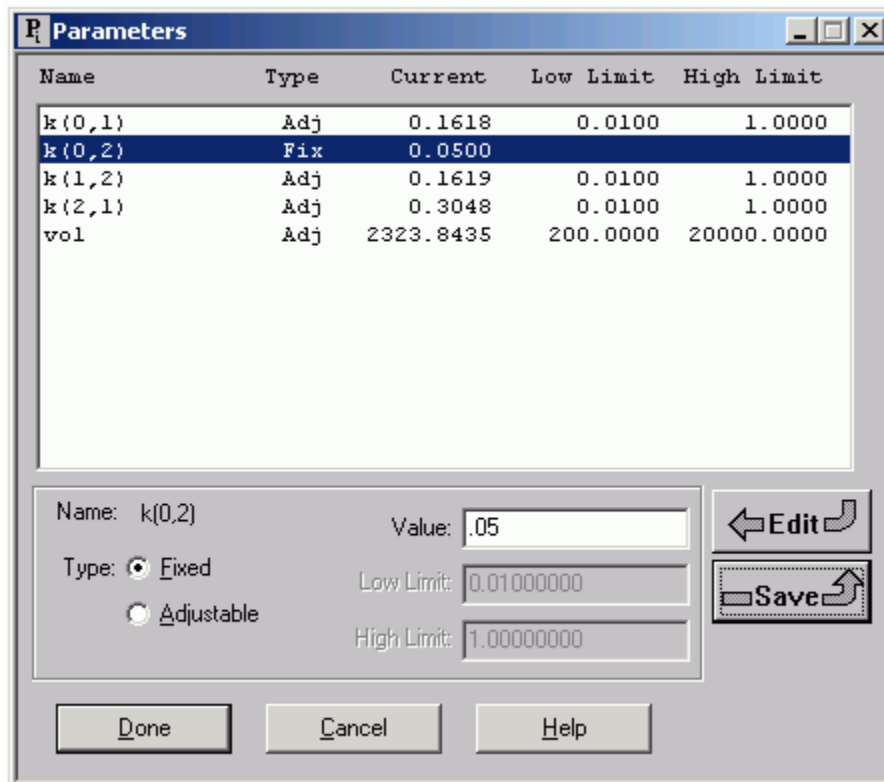 Parameters
Name Type Current Low Limit High Limit
k(0,1) Adj 0.1618 0.0100 1.0000
k(0,2) Fix 0.0500
k(1,2) Adj 0.1619 0.0100 1.0000
k(2,1) Adj 0.3048 0.0100 1.0000
vol Adj 2323.8435 200.0000 20000.0000
Name: k(0,2)
Value: .05
Type: Fixed
Low Limit: 0.01000000
Adjustable
High Limit: 1.00000000
Edit
Save
Done Cancel Help